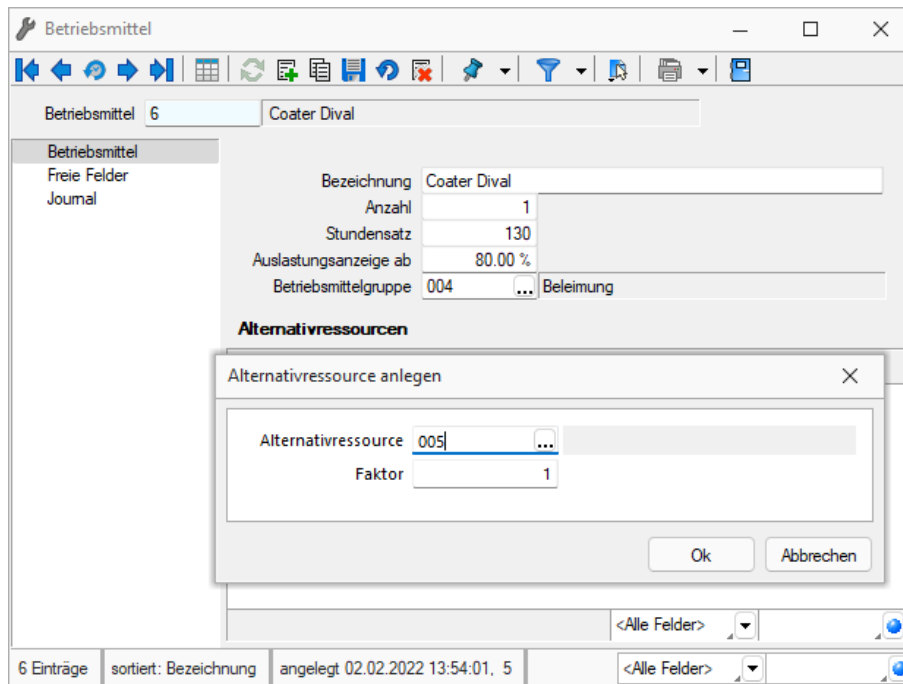 Betriebsmittel
Betriebsmittel 6 Coater Dival
Betriebsmittel
Freie Felder
Journal
Bezeichnung Coater Dival
Anzahl 1
Stundensatz 130
Auslastungsanzeige ab 80.00 %
Betriebsmittelgruppe 004 ... Beleimung
Alternativressourcen
Alternativressource anlegen
Alternativressource 005 ...
Faktor 1
Ok Abbrechen
<Alle Felder>
6 Einträge sortiert: Bezeichnung angelegt 02.02.2022 13:54:01, 5 <Alle Felder>